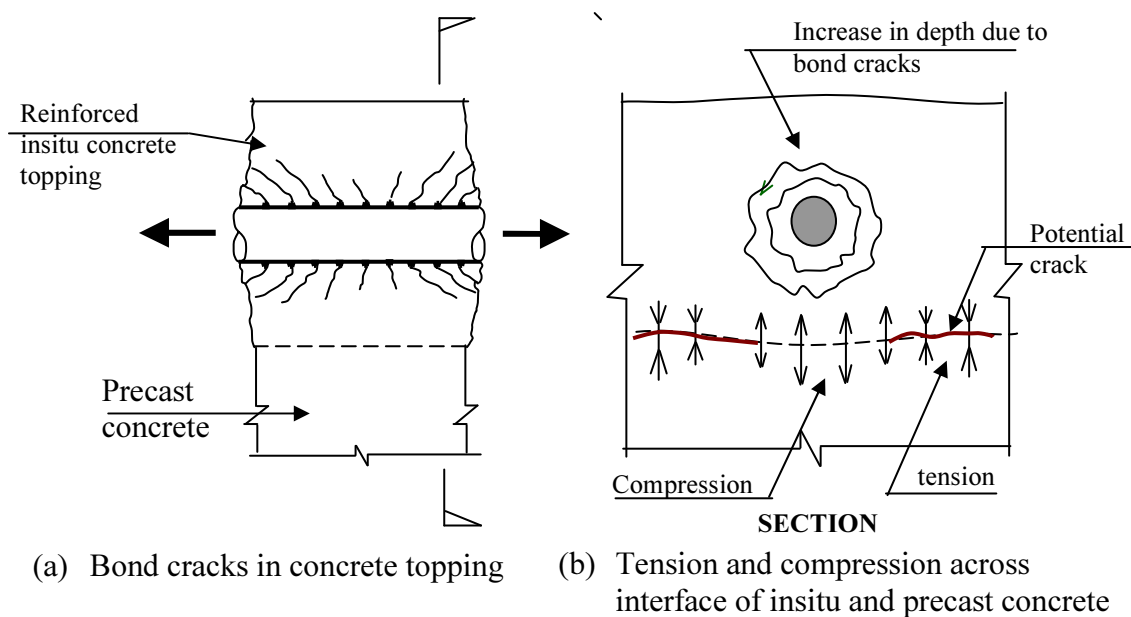 Increase in depth due to
bond cracks
Reinforced
insitu concrete
topping
Potential
crack
Precast
concrete
Compression
tension
SECTION
(a) Bond cracks in concrete topping
(b) Tension and compression across
interface of insitu and precast concrete